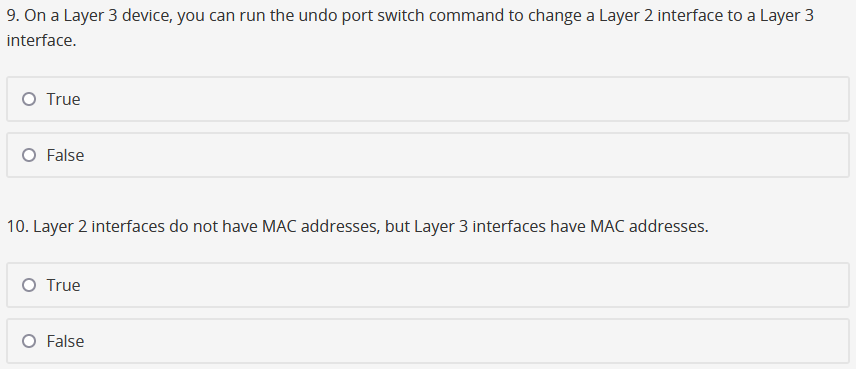 9. On a Layer 3 device, you can run the undo port switch command to change a Layer 2 interface to a Layer 3
interface.
True
False
10. Layer 2 interfaces do not have MAC addresses, but Layer 3 interfaces have MAC addresses.
True
False